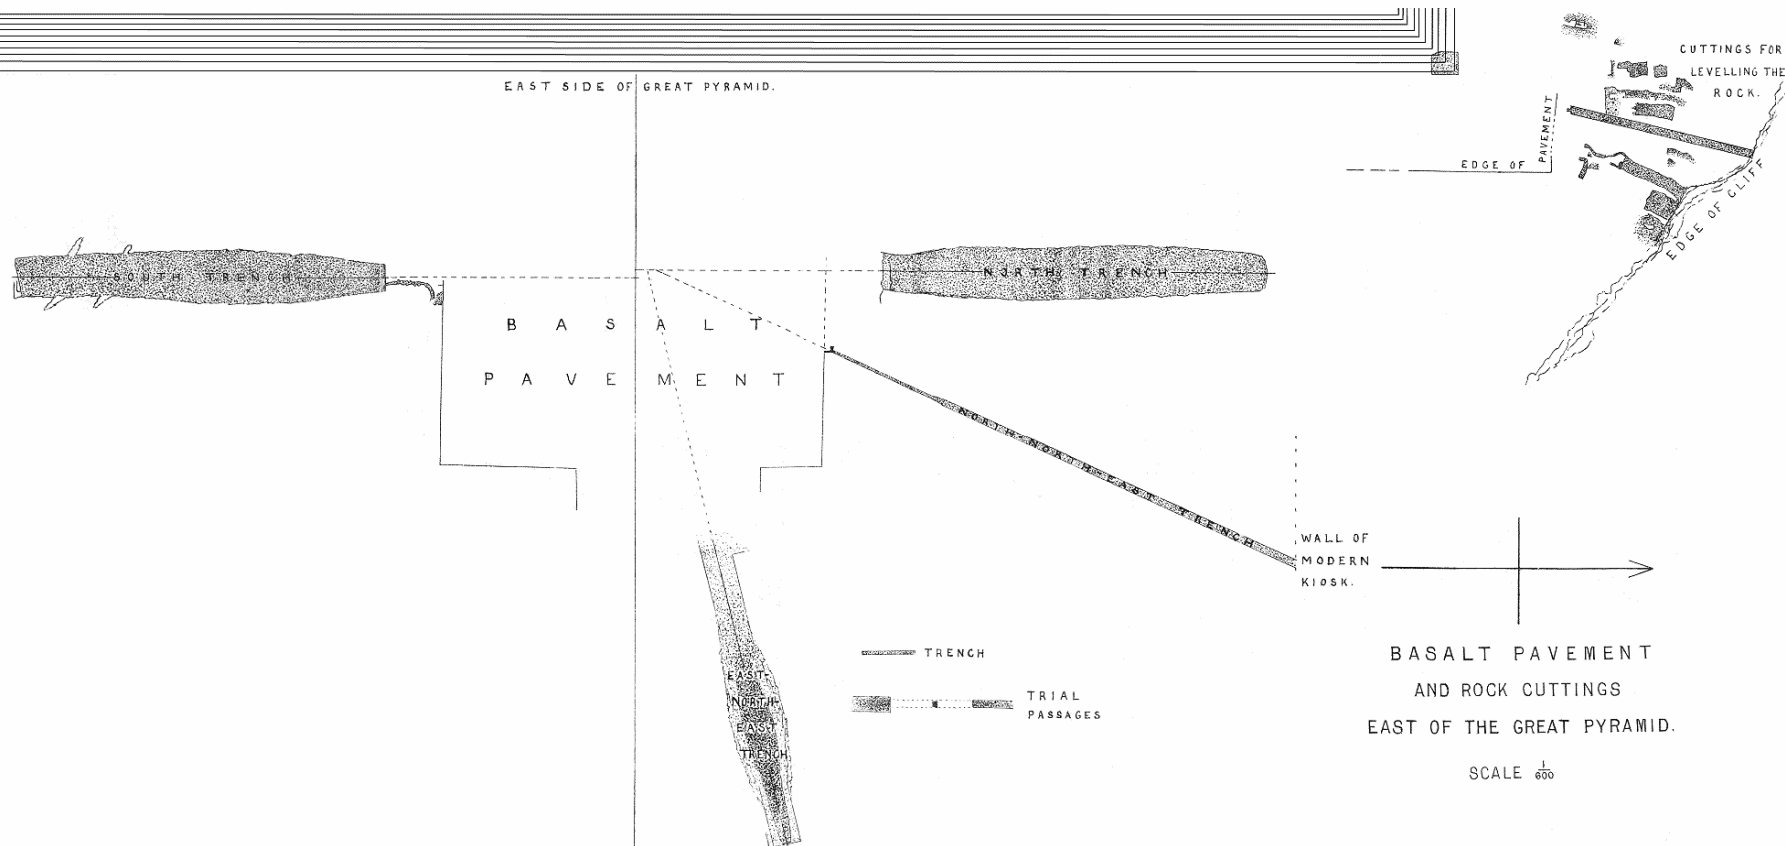 EAST SIDE OF GREAT PYRAMID.
CUTTINGS FOR
LEVELLING THE
ROCK.
PAVEMENT
EDGE OF
EDGE OF CLIFF
SOUTH TRENCH
NORTH TRENCH
BASALT
PAVEMENT
NORTH-NORTH-EAST TRENCH
WALL OF
MODERN
KIOSK.
EAST-
NORTH-
EAST
TRENCH
TRENCH
TRIAL
PASSAGES
BASALT PAVEMENT
AND ROCK CUTTINGS
EAST OF THE GREAT PYRAMID.
SCALE 1/600